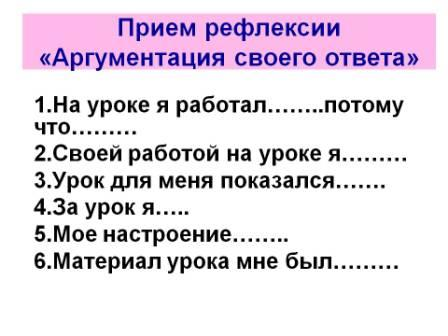 Прием рефлексии
«Аргументация своего ответа»
1.На уроке я работал……..потому
что………
2.Своей работой на уроке я………
3.Урок для меня показался…….
4.За урок я…..
5.Мое настроение……..
6.Материал урока мне был………